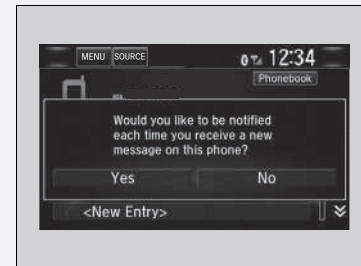 MENU SOURCE 12:34
Phonebook
Would you like to be notified
each time you receive a new
message on this phone?
Yes No
<New Entry>